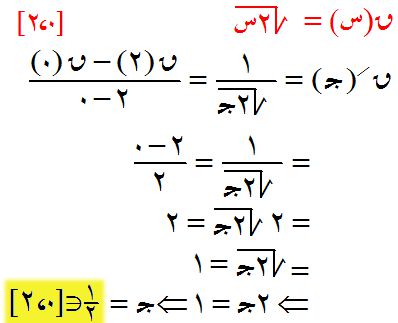 ق(س) = √٢س [٢،٠]
قَ(جـ) = ١/√٢جـ = (ق(٢) − ق(٠))/(٢ − ٠)
= ١/√٢جـ = (٢ − ٠)/٢
= ٢ √٢جـ = ٢
= √٢جـ = ١
⇐ ٢جـ = ١ ⇐ جـ = ١/٢ ∋ [٢،٠]